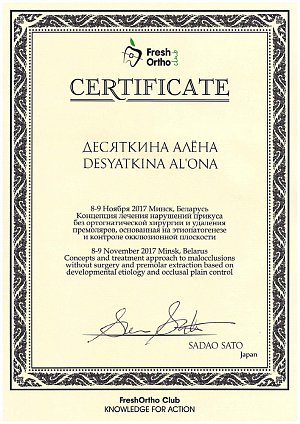 Fresh
Ortho
club
CERTIFICATE
ДЕСЯТКИНА АЛЁНА
DESYATKINA AL'ONA
8-9 Ноября 2017 Минск, Беларусь
Концепция лечения нарушений прикуса
без ортогнатической хирургии и удаления
премоляров, основанная на этиопатогенезе
и контроле окклюзионной плоскости
8-9 November 2017 Minsk, Belarus
Concepts and treatment approach to malocclusions
without surgery and premolar extraction based on
developmental etiology and occlusal plain control
SADAO SATO
Japan
FreshOrtho Club
KNOWLEDGE FOR ACTION